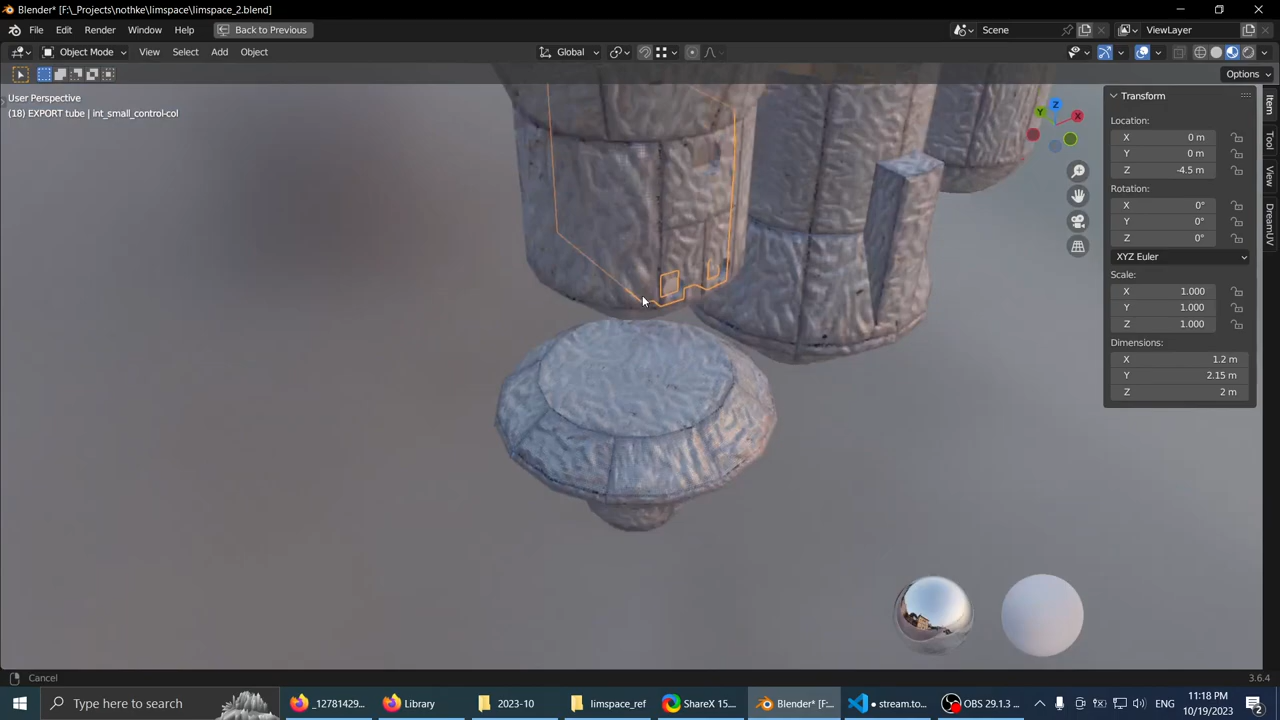 Blender* [F:\_Projects\nothke\limspace\limspace_2.blend]
File Edit Render Window Help Back to Previous Scene ViewLayer
Object Mode View Select Add Object Global
Options
User Perspective
(18) EXPORT tube | int_small_control-col
Transform
Location:
X 0 m
Y 0 m
Z -4.5 m
Rotation:
X 0°
Y 0°
Z 0°
XYZ Euler
Scale:
X 1.000
Y 1.000
Z 1.000
Dimensions:
X 1.2 m
Y 2.15 m
Z 2 m
Item
Tool
View
DreamUV
Z
Y
X
Cancel 3.6.4
Type here to search _12781429... Library 2023-10 limspace_ref ShareX 15.... Blender* [F:... ● stream.to... OBS 29.1.3 ... ENG 11:18 PM
10/19/2023 2